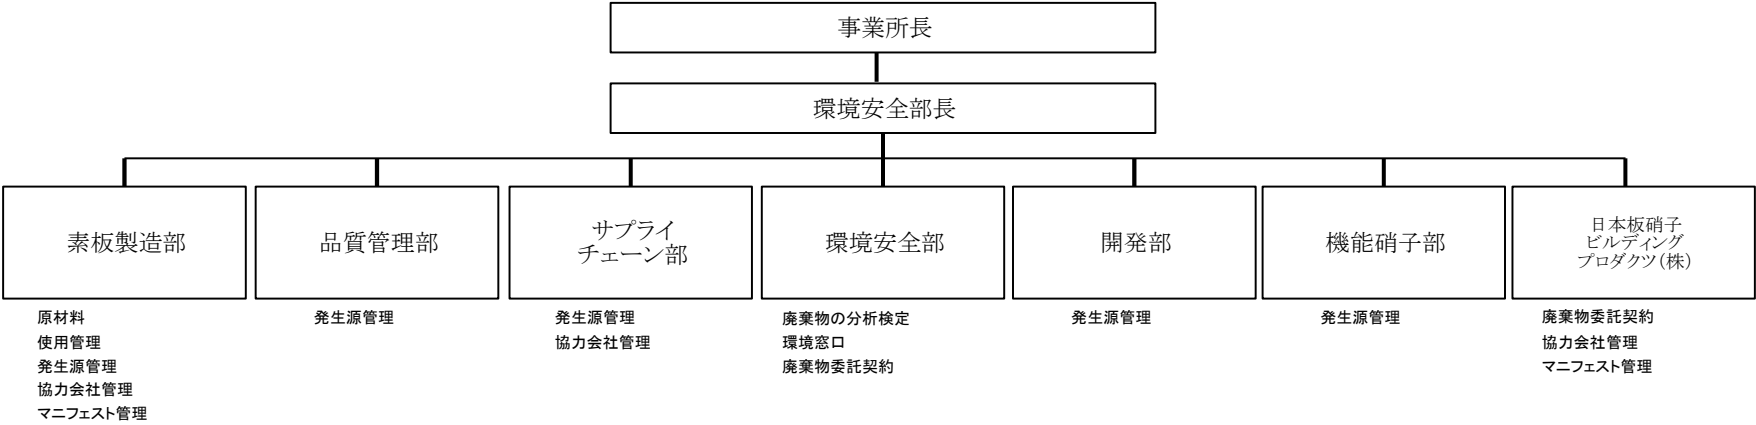 事業所長
環境安全部長
素板製造部
品質管理部
サプライ
チェーン部
環境安全部
開発部
機能硝子部
日本板硝子
ビルディング
プロダクツ(株)
原材料
使用管理
発生源管理
協力会社管理
マニフェスト管理
発生源管理
発生源管理
協力会社管理
廃棄物の分析検定
環境窓口
廃棄物委託契約
発生源管理
発生源管理
廃棄物委託契約
協力会社管理
マニフェスト管理